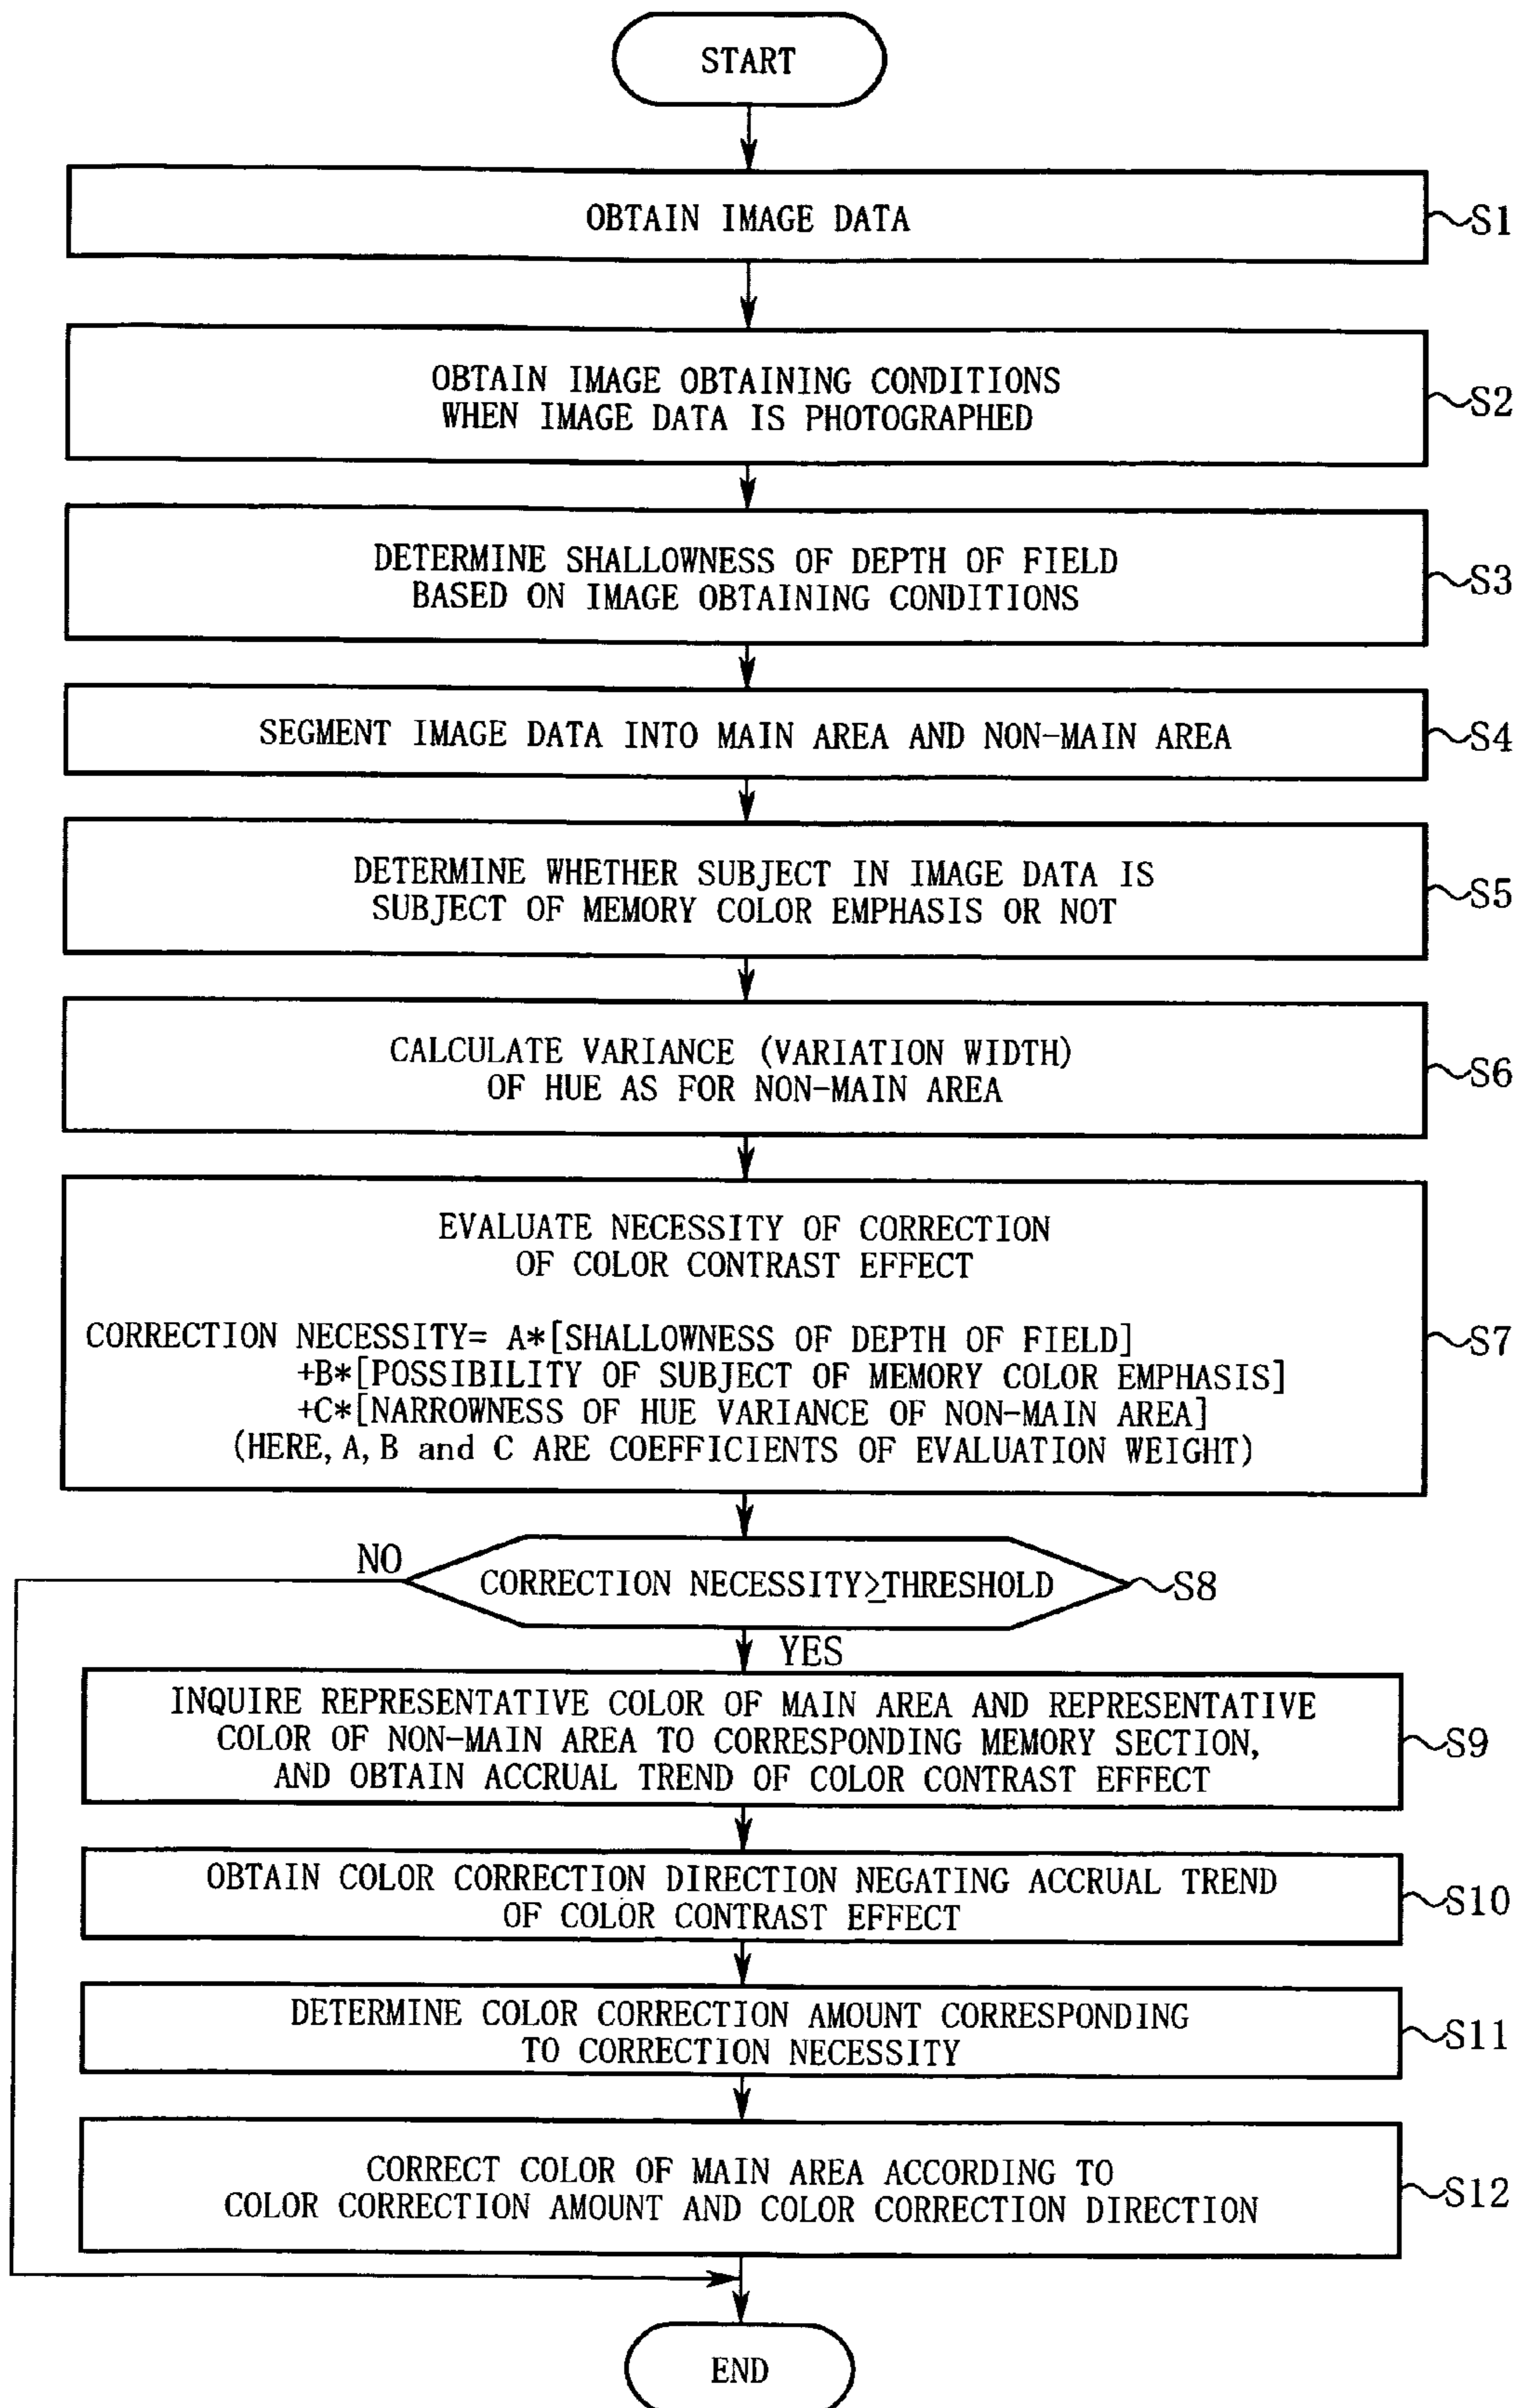 START
OBTAIN IMAGE DATA
S1
OBTAIN IMAGE OBTAINING CONDITIONS
WHEN IMAGE DATA IS PHOTOGRAPHED
S2
DETERMINE SHALLOWNESS OF DEPTH OF FIELD
BASED ON IMAGE OBTAINING CONDITIONS
S3
SEGMENT IMAGE DATA INTO MAIN AREA AND NON-MAIN AREA
S4
DETERMINE WHETHER SUBJECT IN IMAGE DATA IS
SUBJECT OF MEMORY COLOR EMPHASIS OR NOT
S5
CALCULATE VARIANCE (VARIATION WIDTH)
OF HUE AS FOR NON-MAIN AREA
S6
EVALUATE NECESSITY OF CORRECTION
OF COLOR CONTRAST EFFECT
CORRECTION NECESSITY= A*[SHALLOWNESS OF DEPTH OF FIELD]
+B*[POSSIBILITY OF SUBJECT OF MEMORY COLOR EMPHASIS]
+C*[NARROWNESS OF HUE VARIANCE OF NON-MAIN AREA]
(HERE, A, B and C ARE COEFFICIENTS OF EVALUATION WEIGHT)
S7
NO
CORRECTION NECESSITY≥THRESHOLD
S8
YES
INQUIRE REPRESENTATIVE COLOR OF MAIN AREA AND REPRESENTATIVE
COLOR OF NON-MAIN AREA TO CORRESPONDING MEMORY SECTION,
AND OBTAIN ACCRUAL TREND OF COLOR CONTRAST EFFECT
S9
OBTAIN COLOR CORRECTION DIRECTION NEGATING ACCRUAL TREND
OF COLOR CONTRAST EFFECT
S10
DETERMINE COLOR CORRECTION AMOUNT CORRESPONDING
TO CORRECTION NECESSITY
S11
CORRECT COLOR OF MAIN AREA ACCORDING TO
COLOR CORRECTION AMOUNT AND COLOR CORRECTION DIRECTION
S12
END